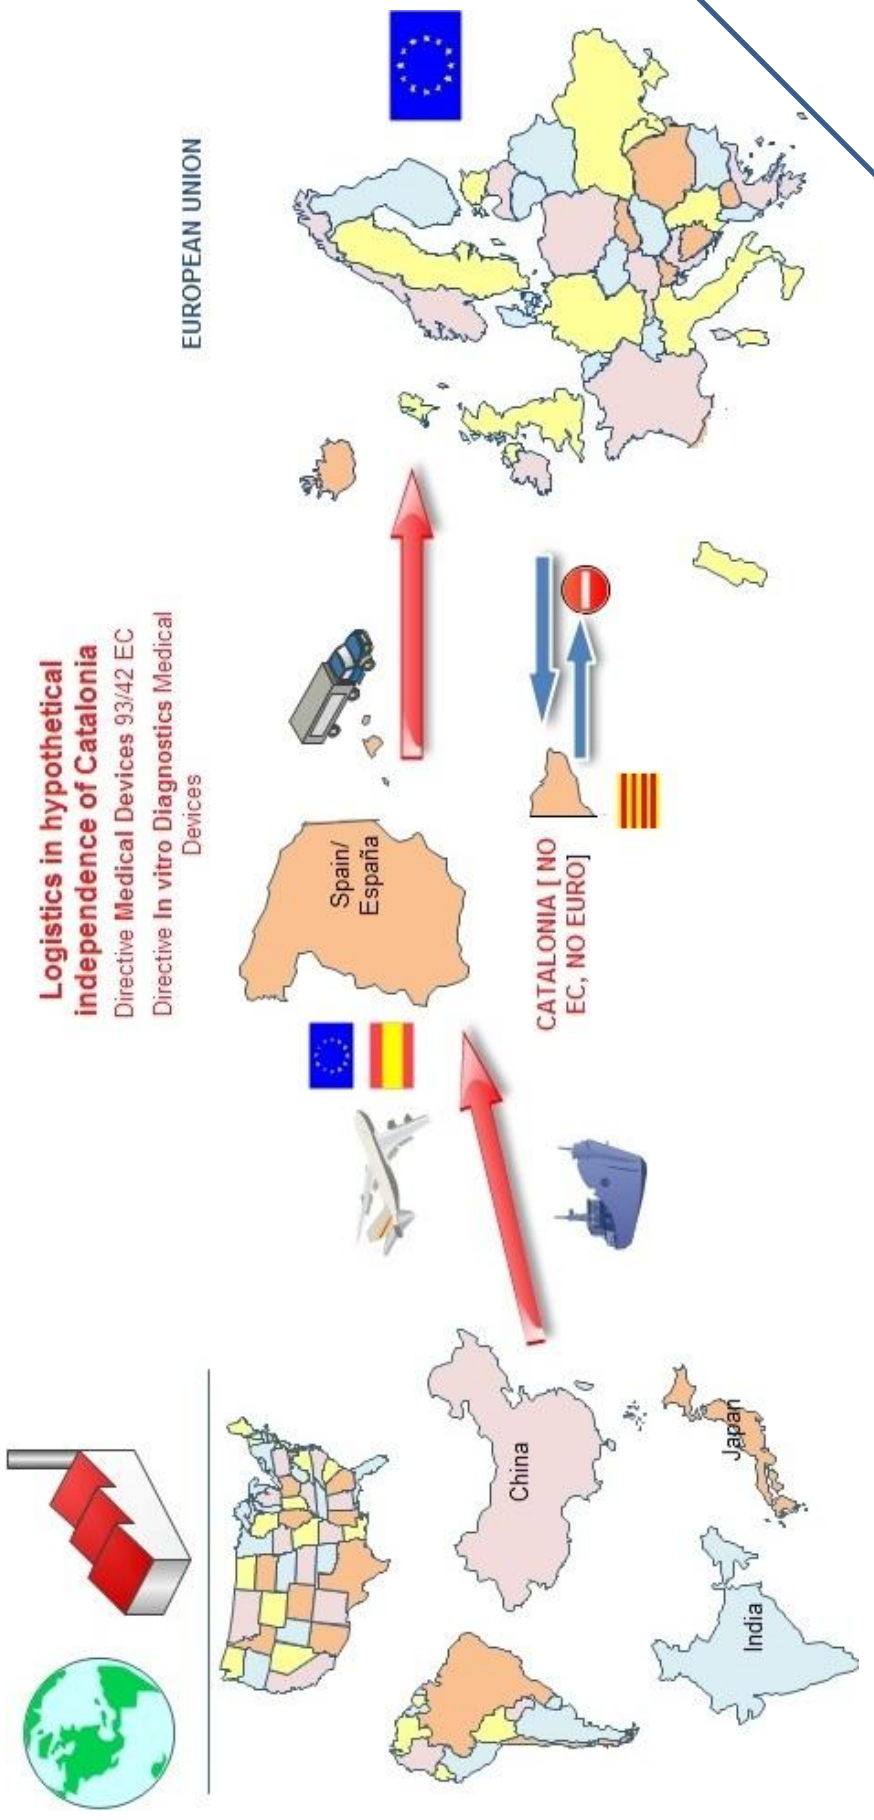 Logistics in hypothetical
independence of Catalonia
Directive Medical Devices 93/42 EC
Directive In vitro Diagnostics Medical
Devices
EUROPEAN UNION
Spain/
España
CATALONIA [ NO
EC, NO EURO]
China
Japan
India